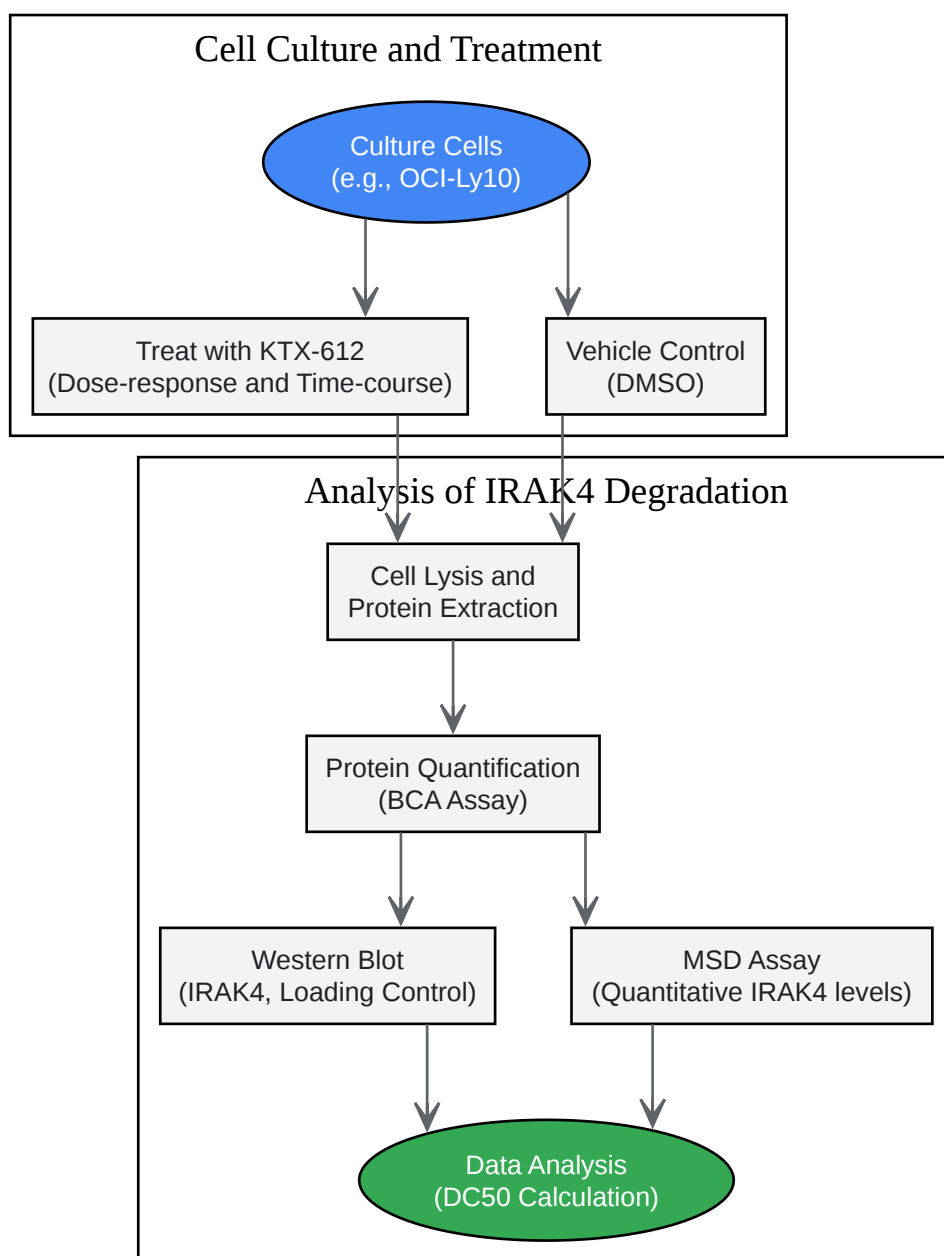 Cell Culture and Treatment
Culture Cells
(e.g., OCI-Ly10)
Treat with KTX-612
(Dose-response and Time-course)
Vehicle Control
(DMSO)
Analysis of IRAK4 Degradation
Cell Lysis and
Protein Extraction
Protein Quantification
(BCA Assay)
Western Blot
(IRAK4, Loading Control)
MSD Assay
(Quantitative IRAK4 levels)
Data Analysis
(DC50 Calculation)